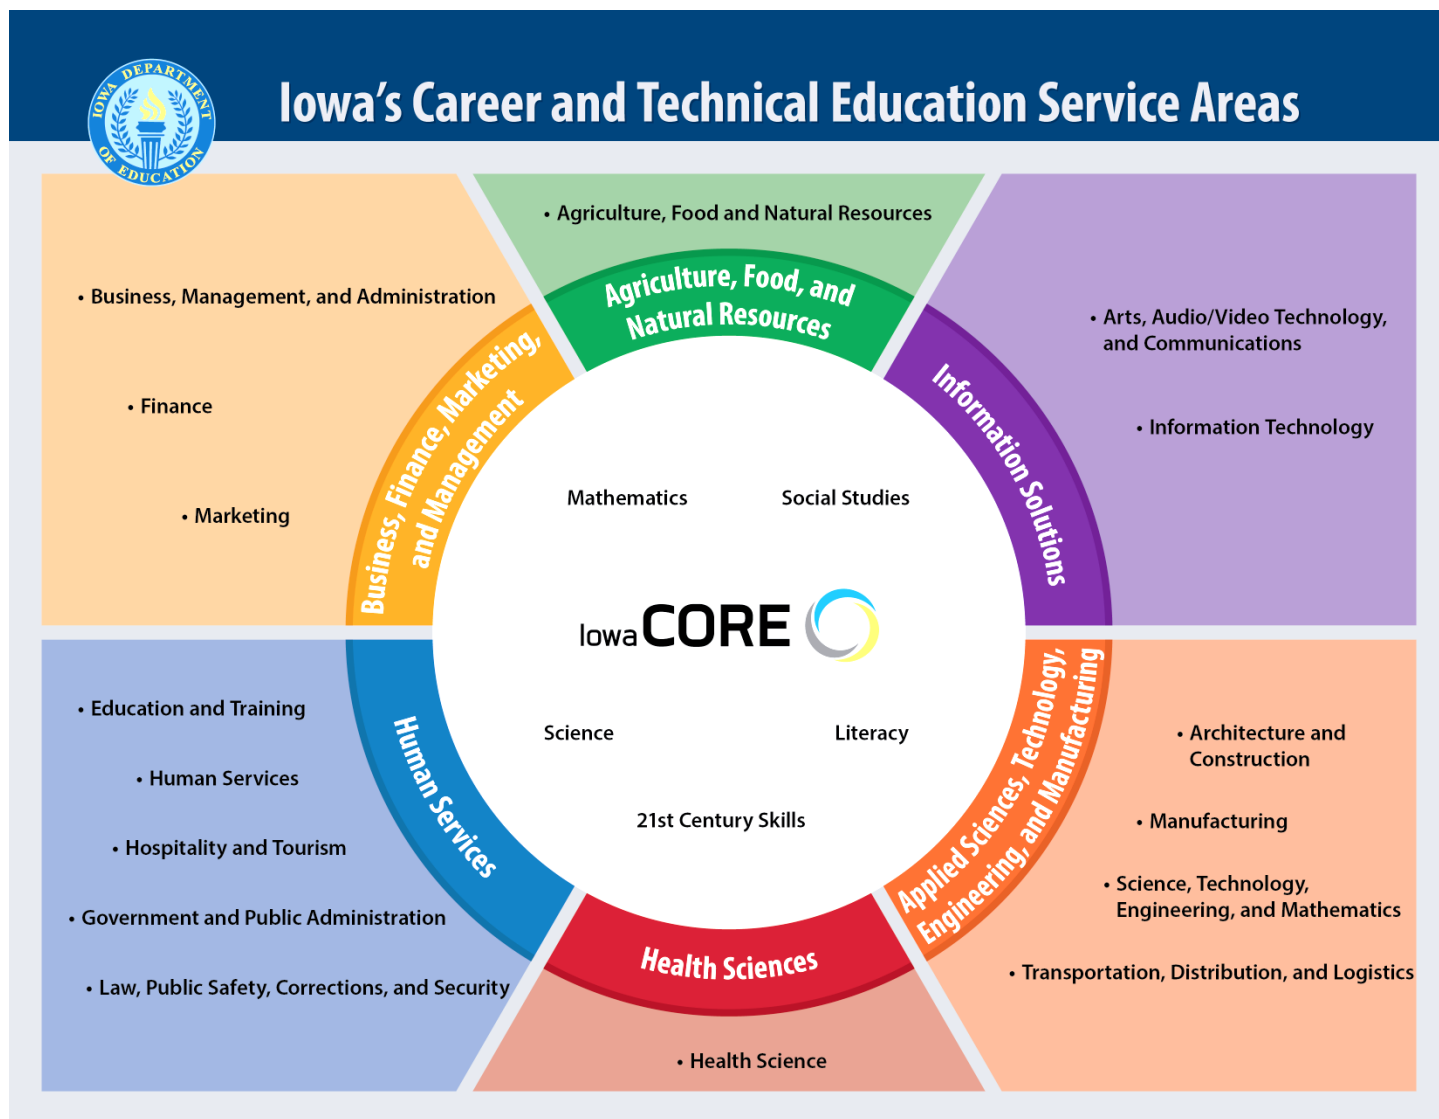 IOWA DEPARTMENT
OF EDUCATION
Iowa's Career and Technical Education Service Areas
• Agriculture, Food and Natural Resources
Agriculture, Food, and
Natural Resources
• Business, Management, and Administration
• Finance
• Marketing
Business, Finance, Marketing,
and Management
• Arts, Audio/Video Technology,
and Communications
• Information Technology
Information Solutions
Mathematics
Social Studies
Iowa CORE
Science
Literacy
21st Century Skills
• Education and Training
• Human Services
• Hospitality and Tourism
• Government and Public Administration
• Law, Public Safety, Corrections, and Security
Human Services
Applied Sciences, Technology,
Engineering, and Manufacturing
• Architecture and
Construction
• Manufacturing
• Science, Technology,
Engineering, and Mathematics
• Transportation, Distribution, and Logistics
Health Sciences
• Health Science